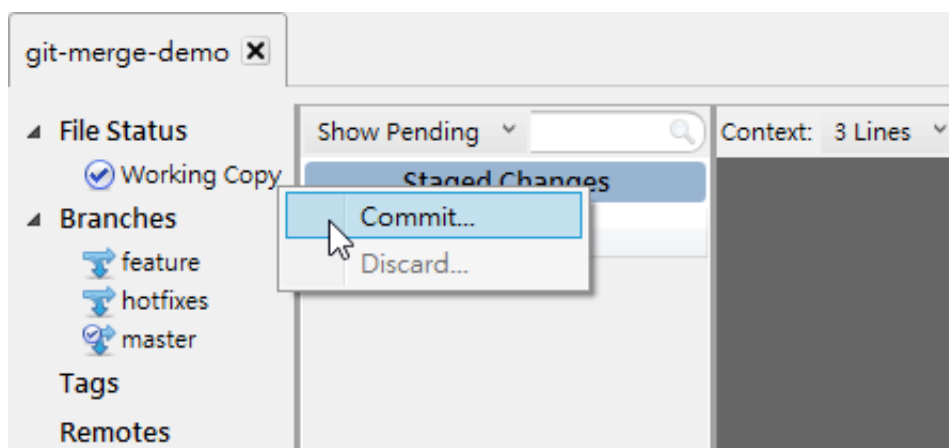 git-merge-demo
File Status
Show Pending
Context: 3 Lines
Working Copy
Staged Changes
Commit...
Discard...
Branches
feature
hotfixes
master
Tags
Remotes